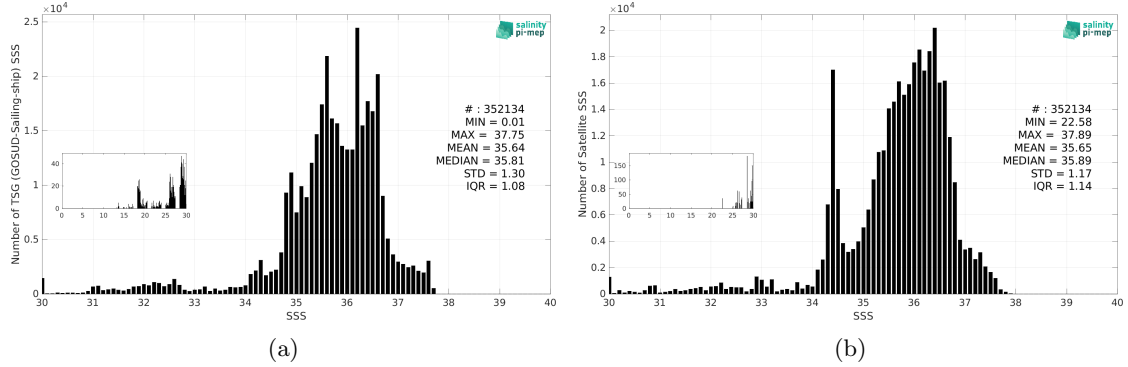 ×10⁴
salinity
pi-mep
Number of TSG (GOSUD-Sailing-ship) SSS
2.5
2
1.5
1
0.5
0
# : 352134
MIN = 0.01
MAX = 37.75
MEAN = 35.64
MEDIAN = 35.81
STD = 1.30
IQR = 1.08
40
20
0
0 5 10 15 20 25 30
30 31 32 33 34 35 36 37 38 39 40
SSS
(a)
×10⁴
salinity
pi-mep
Number of Satellite SSS
2
1.8
1.6
1.4
1.2
1
0.8
0.6
0.4
0.2
0
# : 352134
MIN = 22.58
MAX = 37.89
MEAN = 35.65
MEDIAN = 35.89
STD = 1.17
IQR = 1.14
150
100
50
0
0 5 10 15 20 25 30
30 31 32 33 34 35 36 37 38 39 40
SSS
(b)